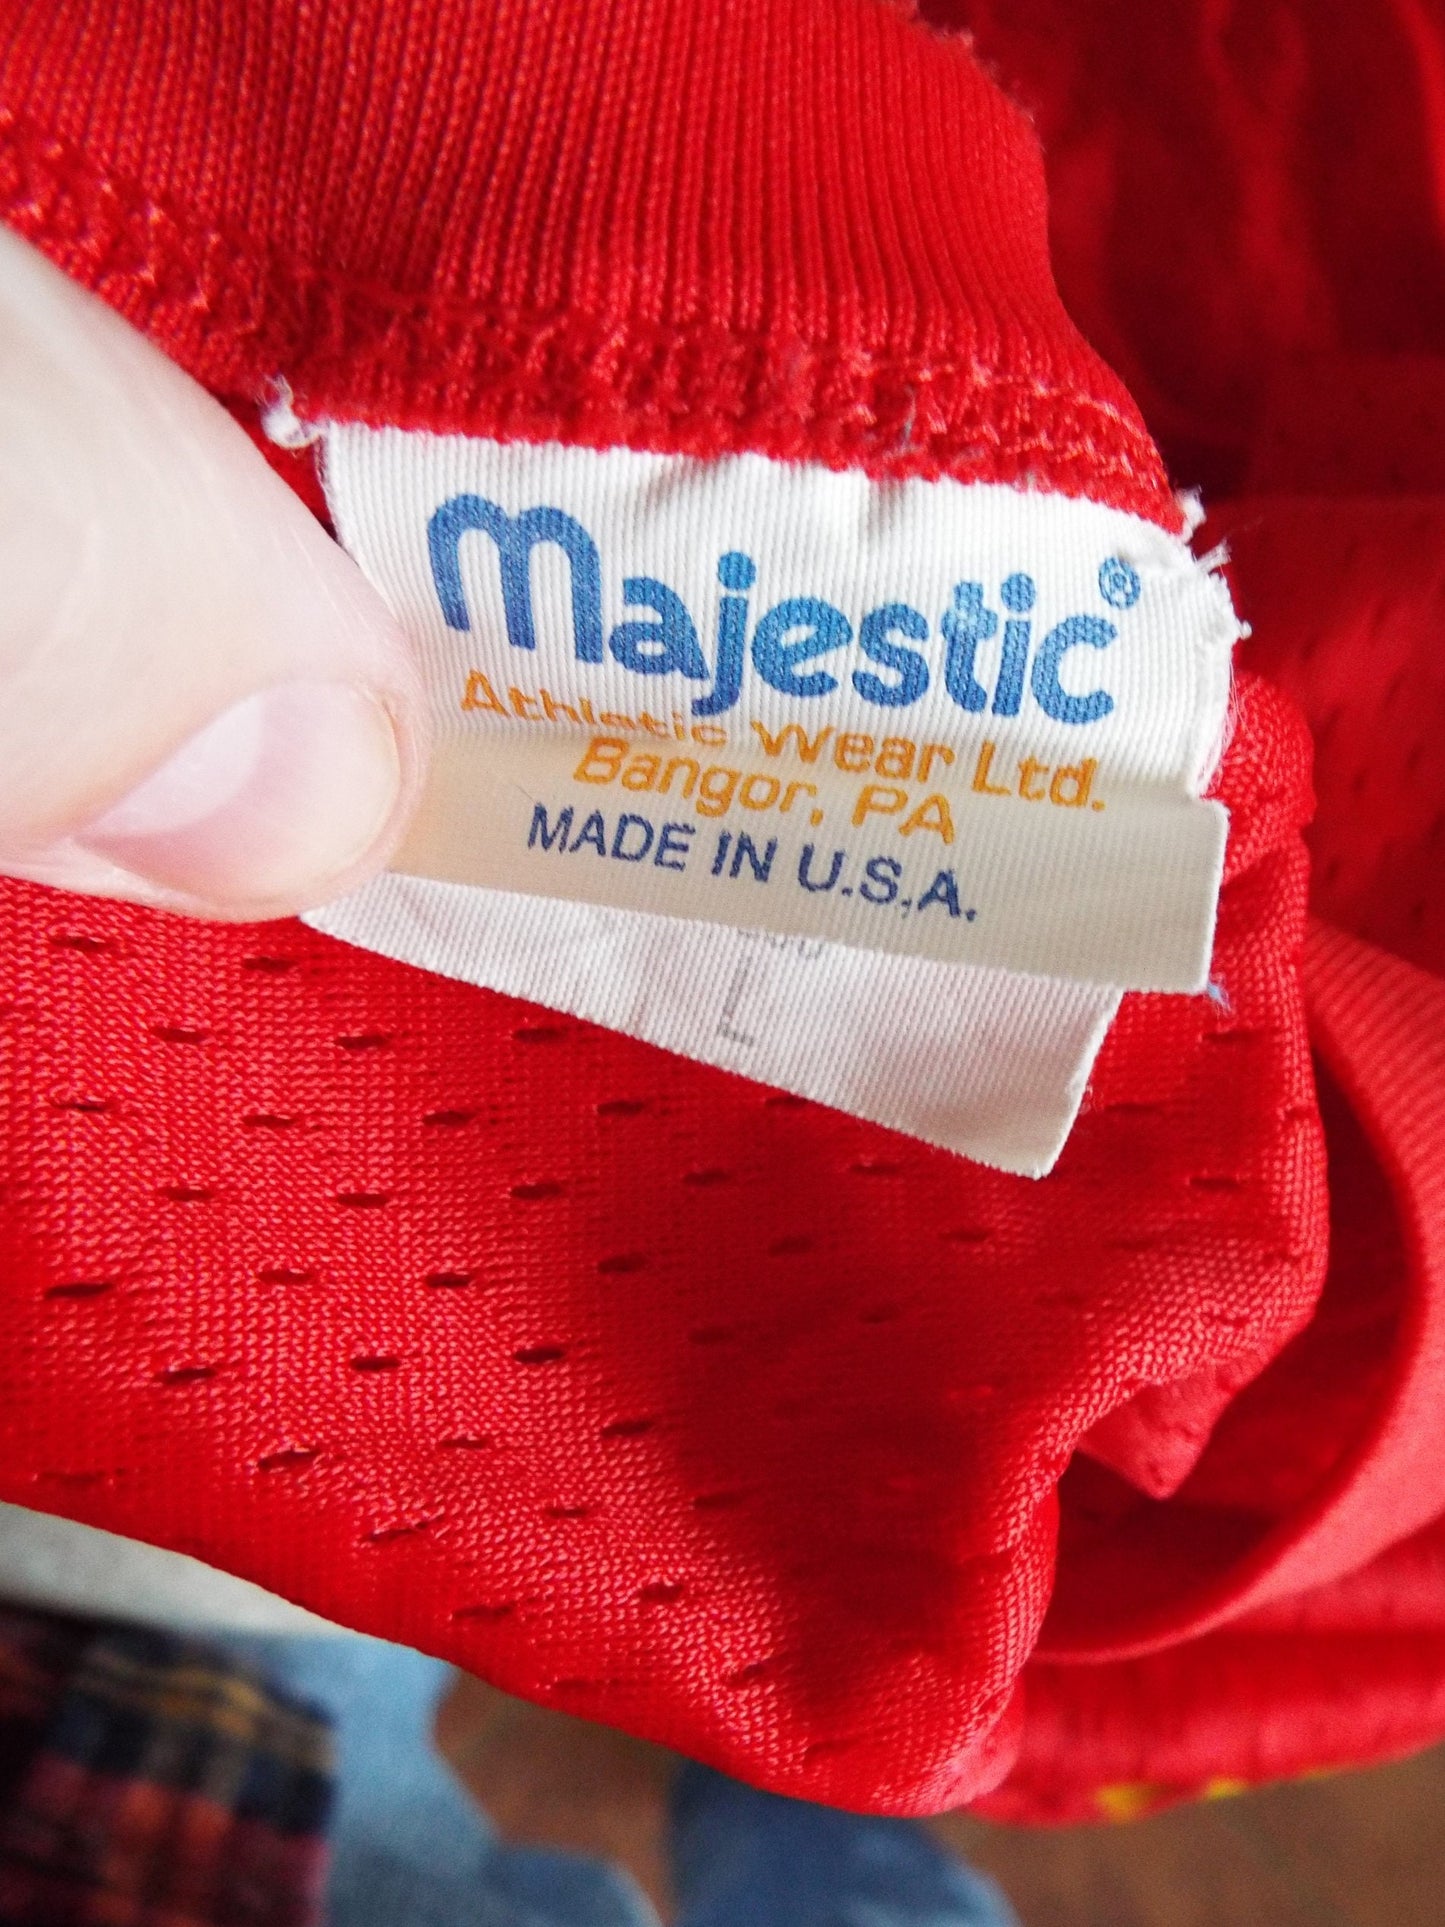 majestic®
Athletic Wear Ltd.
Bangor, PA
MADE IN U.S.A.
L